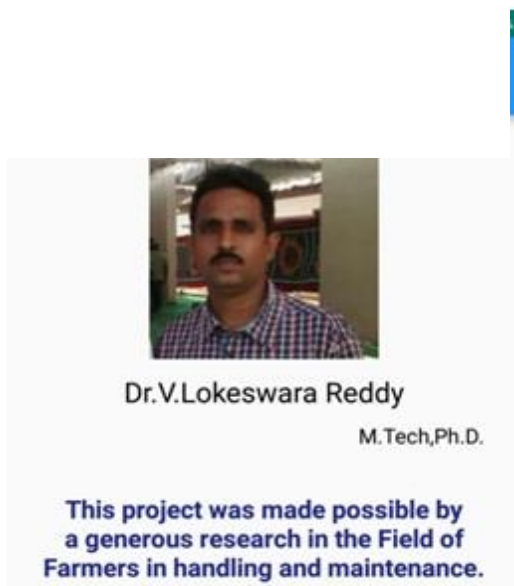 Dr.V.Lokeswara Reddy
M.Tech,Ph.D.
This project was made possible by
a generous research in the Field of
Farmers in handling and maintenance.